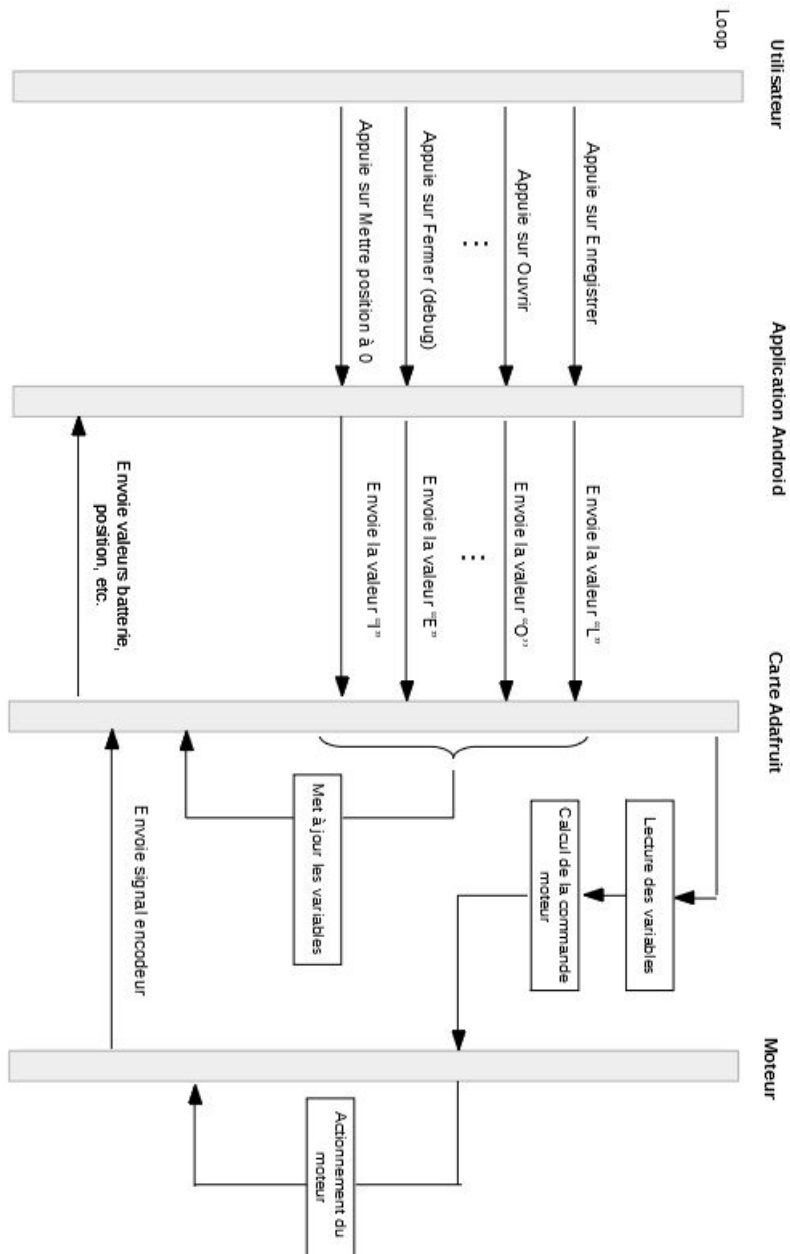 Loop
Utilisateur
Application Android
Carte Adafruit
Moteur
Appuie sur Enregistrer
Envoie la valeur “L”
Lecture des variables
Appuie sur Ouvrir
Envoie la valeur “O”
Calcul de la commande
moteur
...
...
Appuie sur Fermer (debug)
Envoie la valeur “E”
Appuie sur Mettre position à 0
Envoie la valeur “I”
Met à jour les variables
Actionnement du
moteur
Envoie signal encodeur
Envoie valeurs batterie,
position, etc.